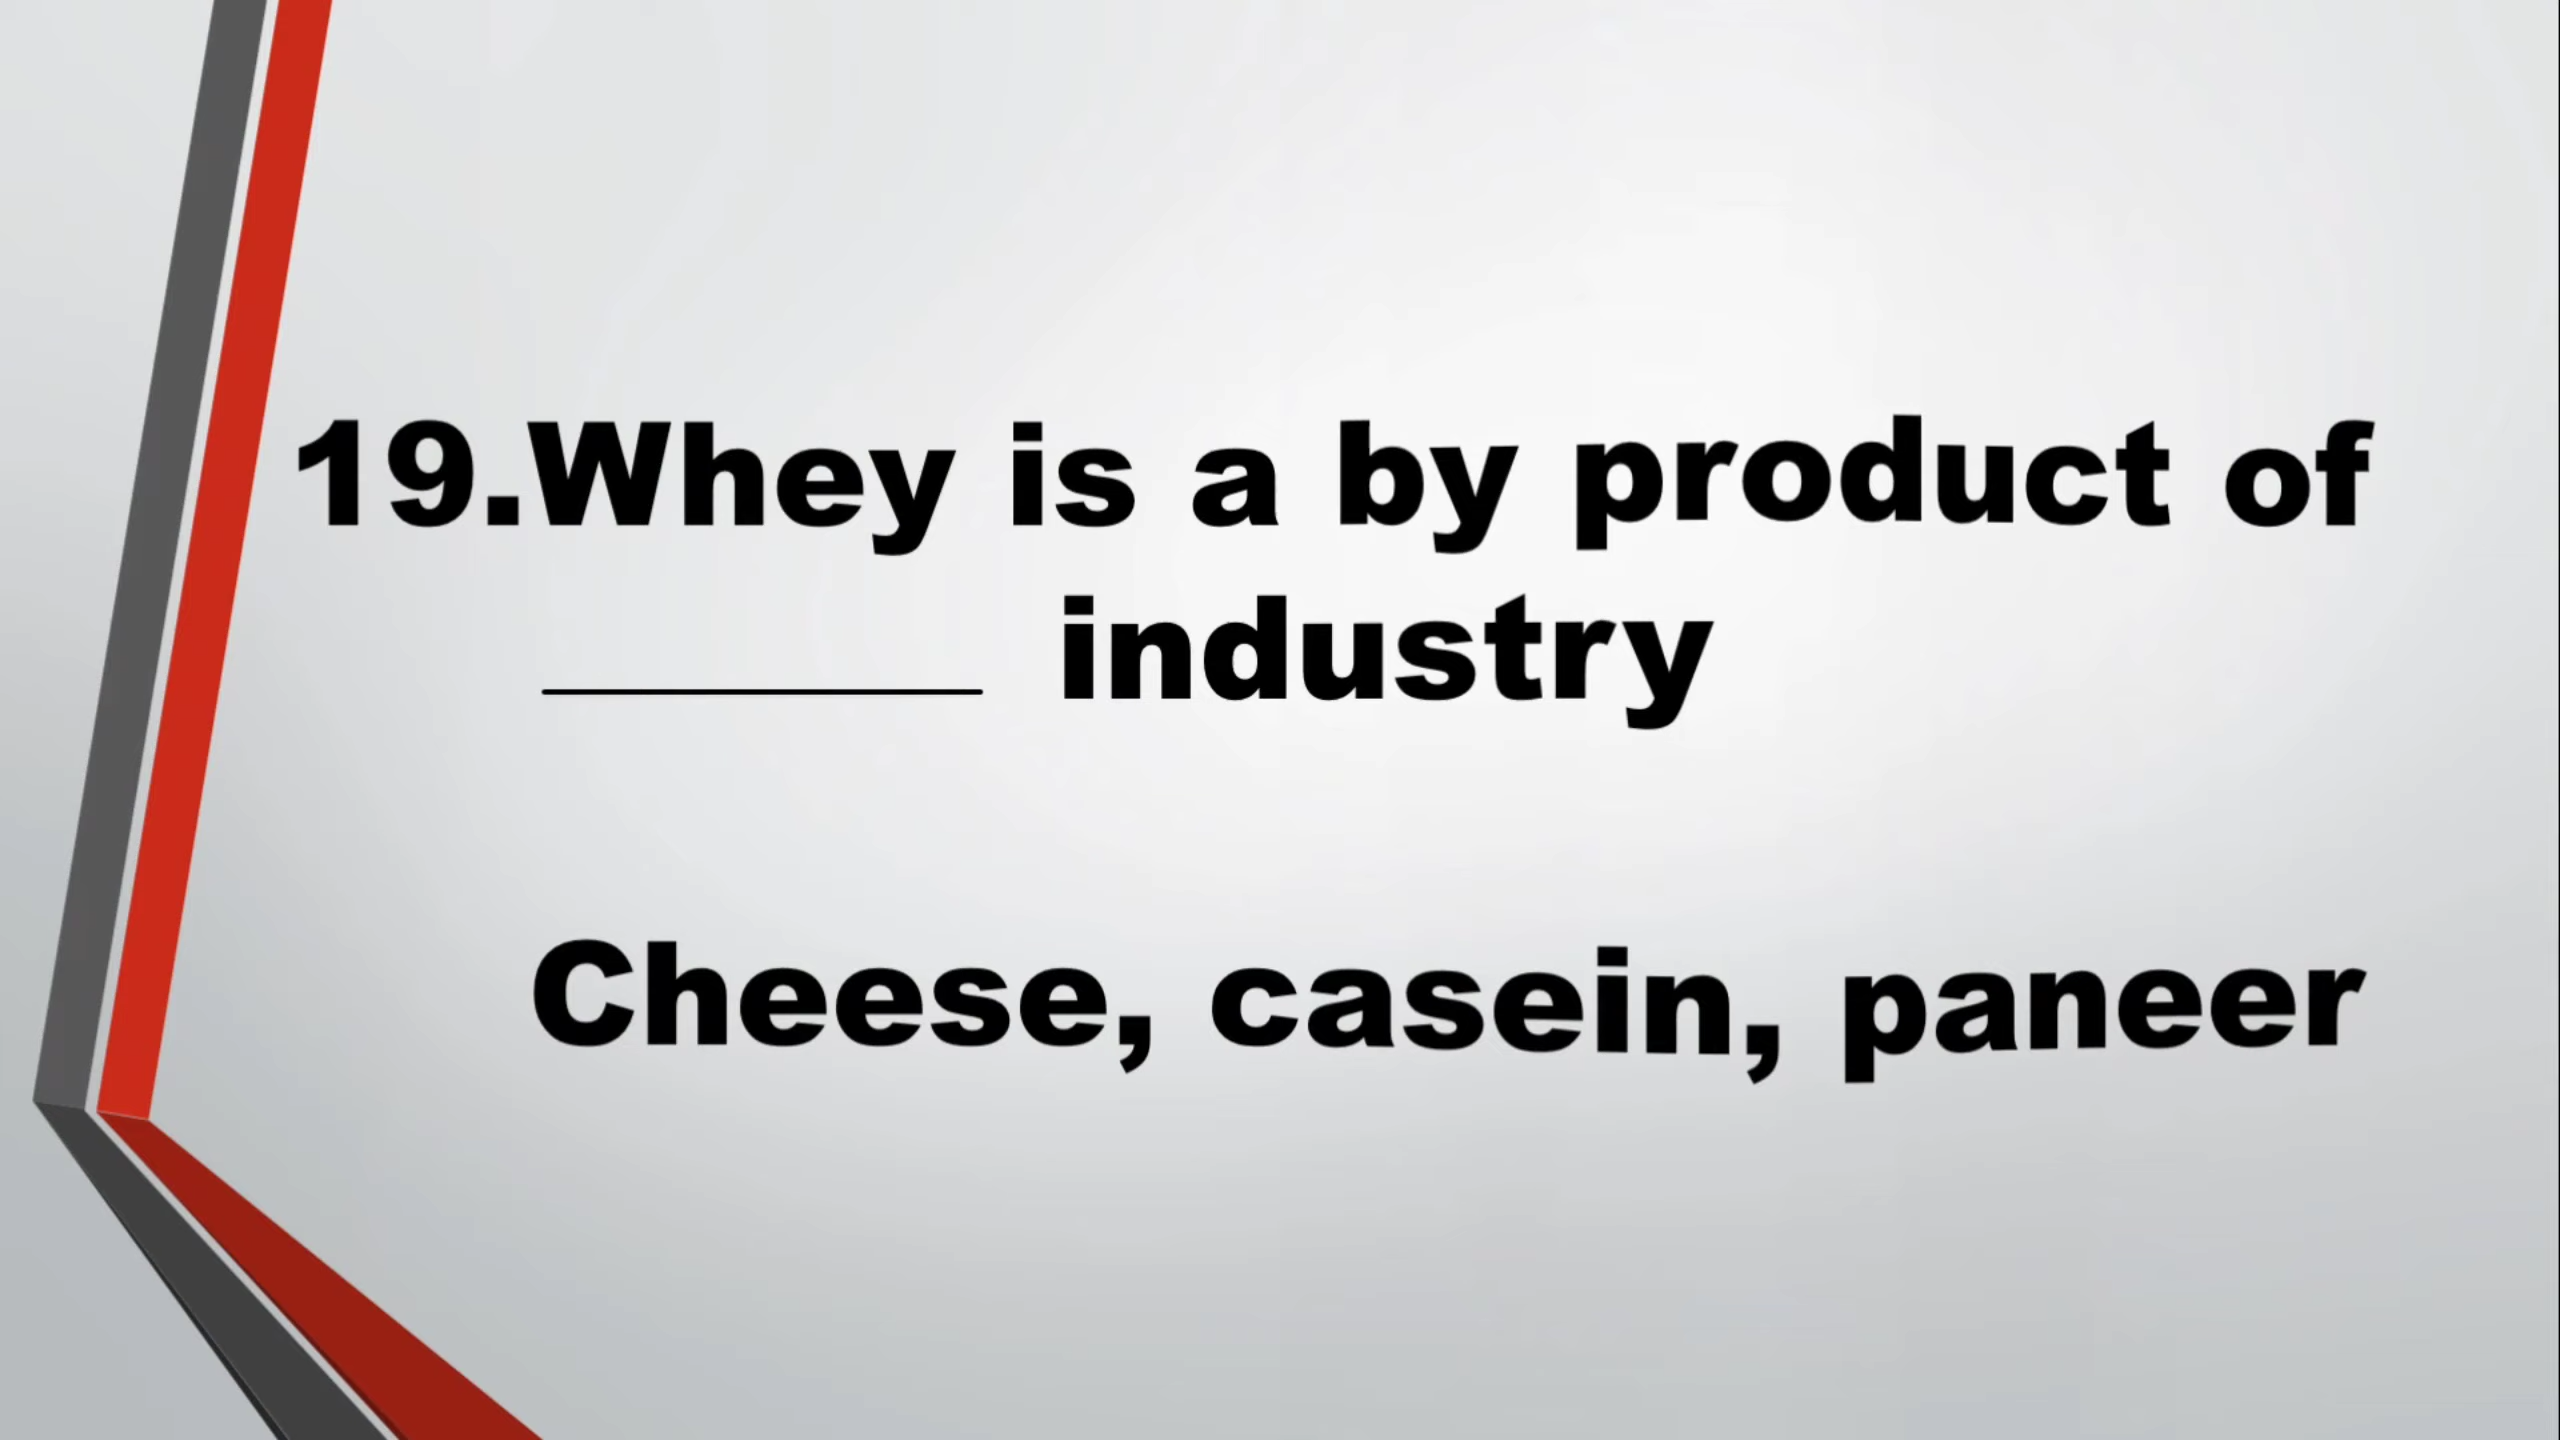 19.Whey is a by product of
________ industry
Cheese, casein, paneer